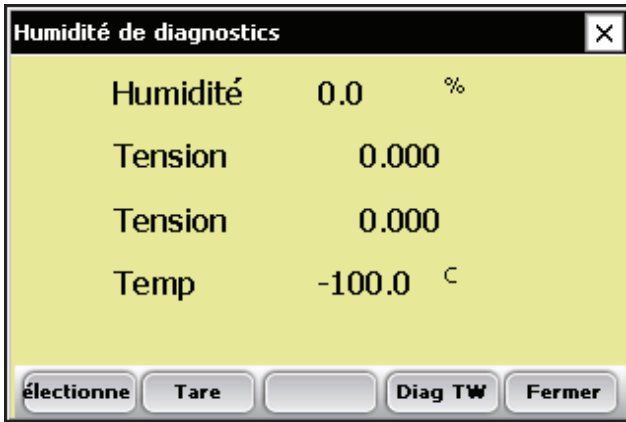 Humidité de diagnostics
Humidité 0.0 %
Tension 0.000
Tension 0.000
Temp -100.0 C
électionne Tare Diag TW Fermer